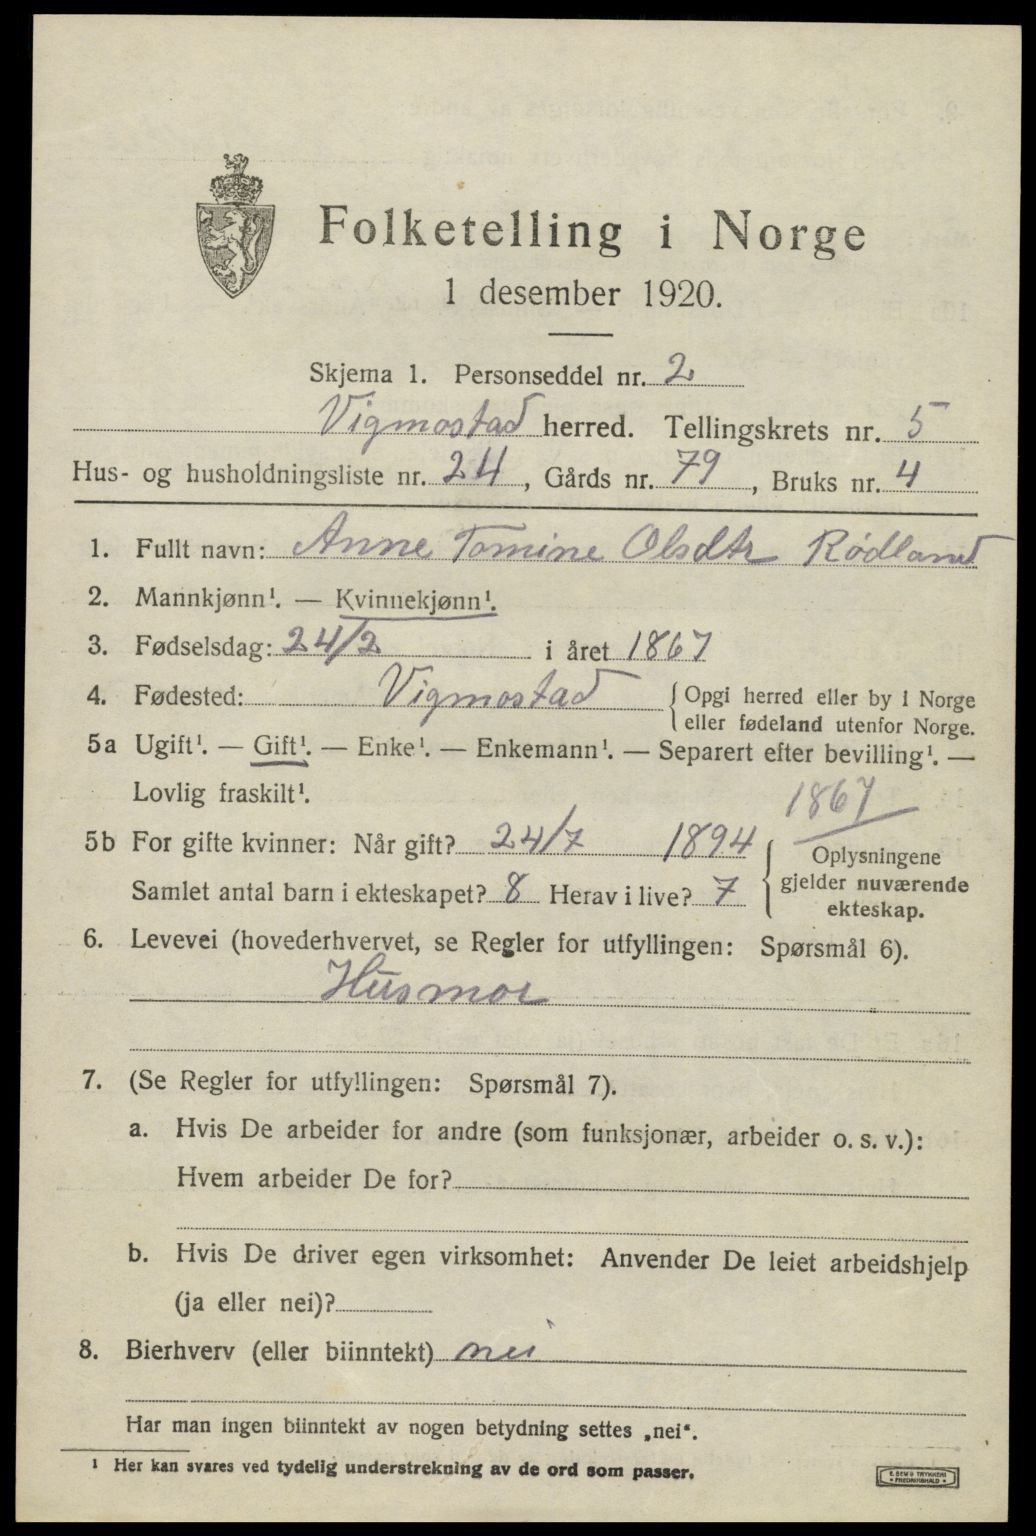 Folketelling i Norge
1 desember 1920.
Skjema 1. Personseddel nr. 2
Vigmostad herred. Tellingskrets nr. 5
Hus- og husholdningsliste nr. 24, Gårds nr. 79, Bruks nr. 4
1. Fullt navn: Anne Tomine Olsdtr Rødland
2. Mannkjønn¹. — Kvinnekjønn¹.
3. Fødselsdag: 24/2 i året 1867
4. Fødested: Vigmostad { Opgi herred eller by i Norge
eller fødeland utenfor Norge.
5a Ugift¹. — Gift¹. — Enke¹. — Enkemann¹. — Separert efter bevilling¹. —
Lovlig fraskilt¹.
1867
5b For gifte kvinner: Når gift? 24/7 1894
Samlet antal barn i ekteskapet? 8 Herav i live? 7
{ Oplysningene
gjelder nuværende
ekteskap.
6. Levevei (hovederhvervet, se Regler for utfyllingen: Spørsmål 6).
Husmor
7. (Se Regler for utfyllingen: Spørsmål 7).
a. Hvis De arbeider for andre (som funksjonær, arbeider o. s. v.):
Hvem arbeider De for?
b. Hvis De driver egen virksomhet: Anvender De leiet arbeidshjelp
(ja eller nei)?
8. Bierhverv (eller biinntekt) nei
Har man ingen biinntekt av nogen betydning settes „nei“.
¹ Her kan svares ved tydelig understrekning av de ord som passer.
E. SEM'S TRYKKERI
FREDRIKSHALD